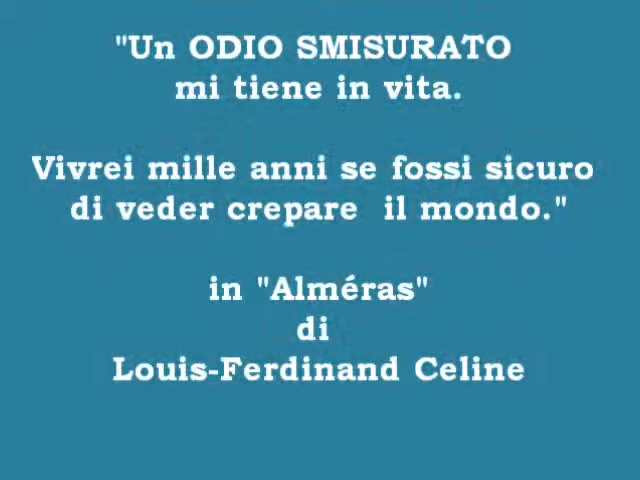 "Un ODIO SMISURATO
mi tiene in vita.
Vivrei mille anni se fossi sicuro
di veder crepare il mondo."
in "Alméras"
di
Louis-Ferdinand Celine